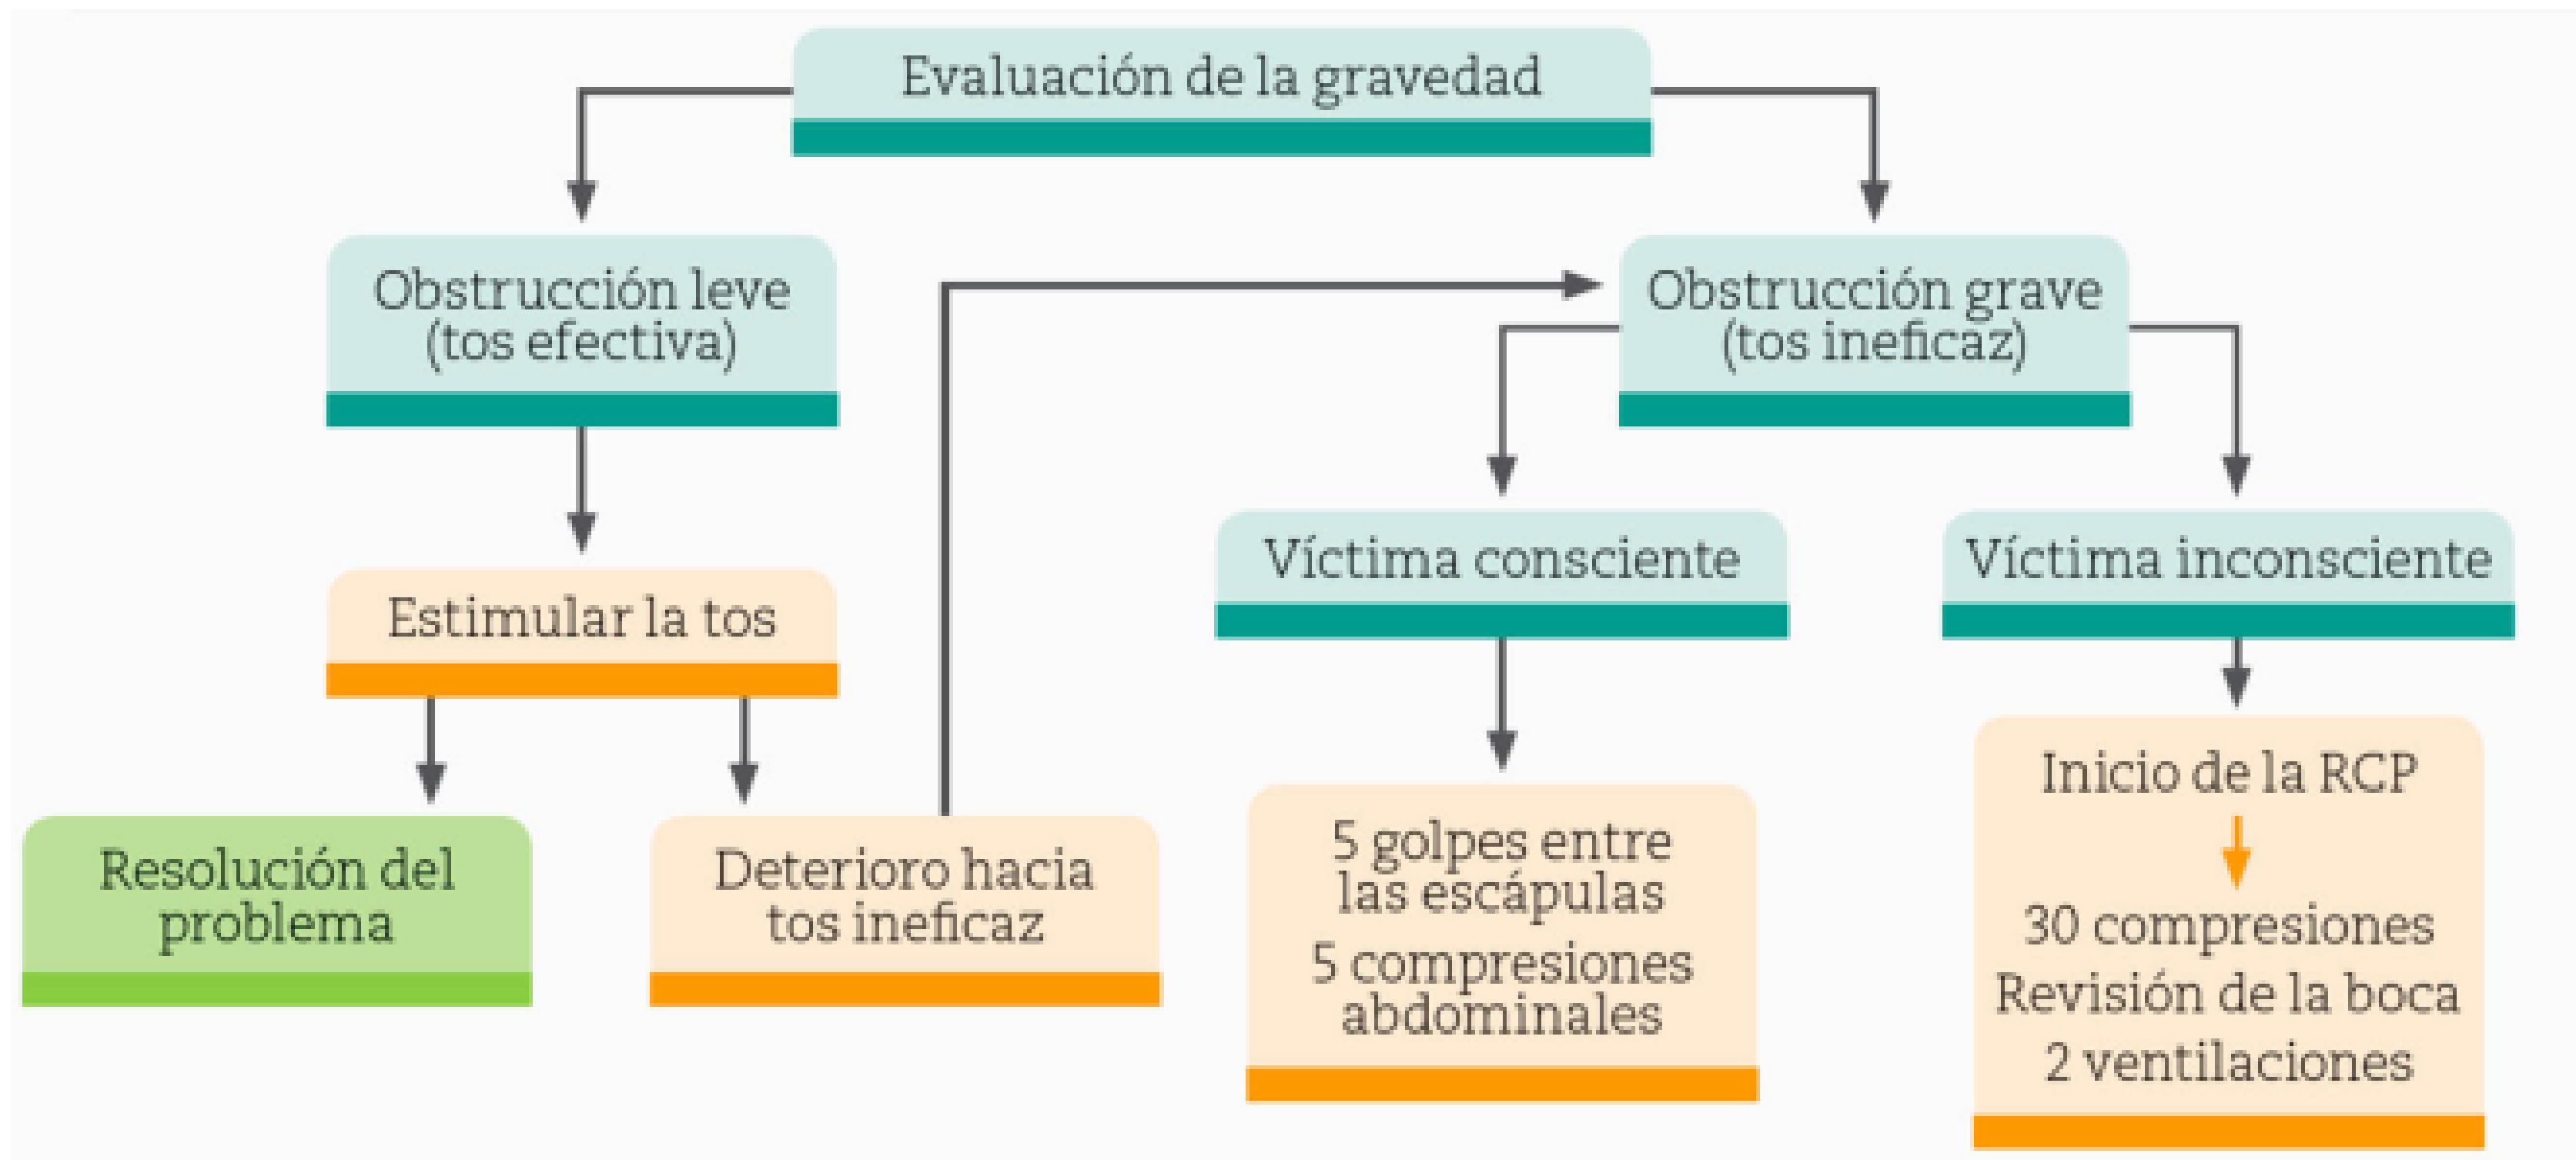 Evaluación de la gravedad
Obstrucción leve
(tos efectiva)
Obstrucción grave
(tos ineficaz)
Víctima consciente
Víctima inconsciente
Estimular la tos
Resolución del
problema
Deterioro hacia
tos ineficaz
5 golpes entre
las escápulas
5 compresiones
abdominales
Inicio de la RCP
30 compresiones
Revisión de la boca
2 ventilaciones